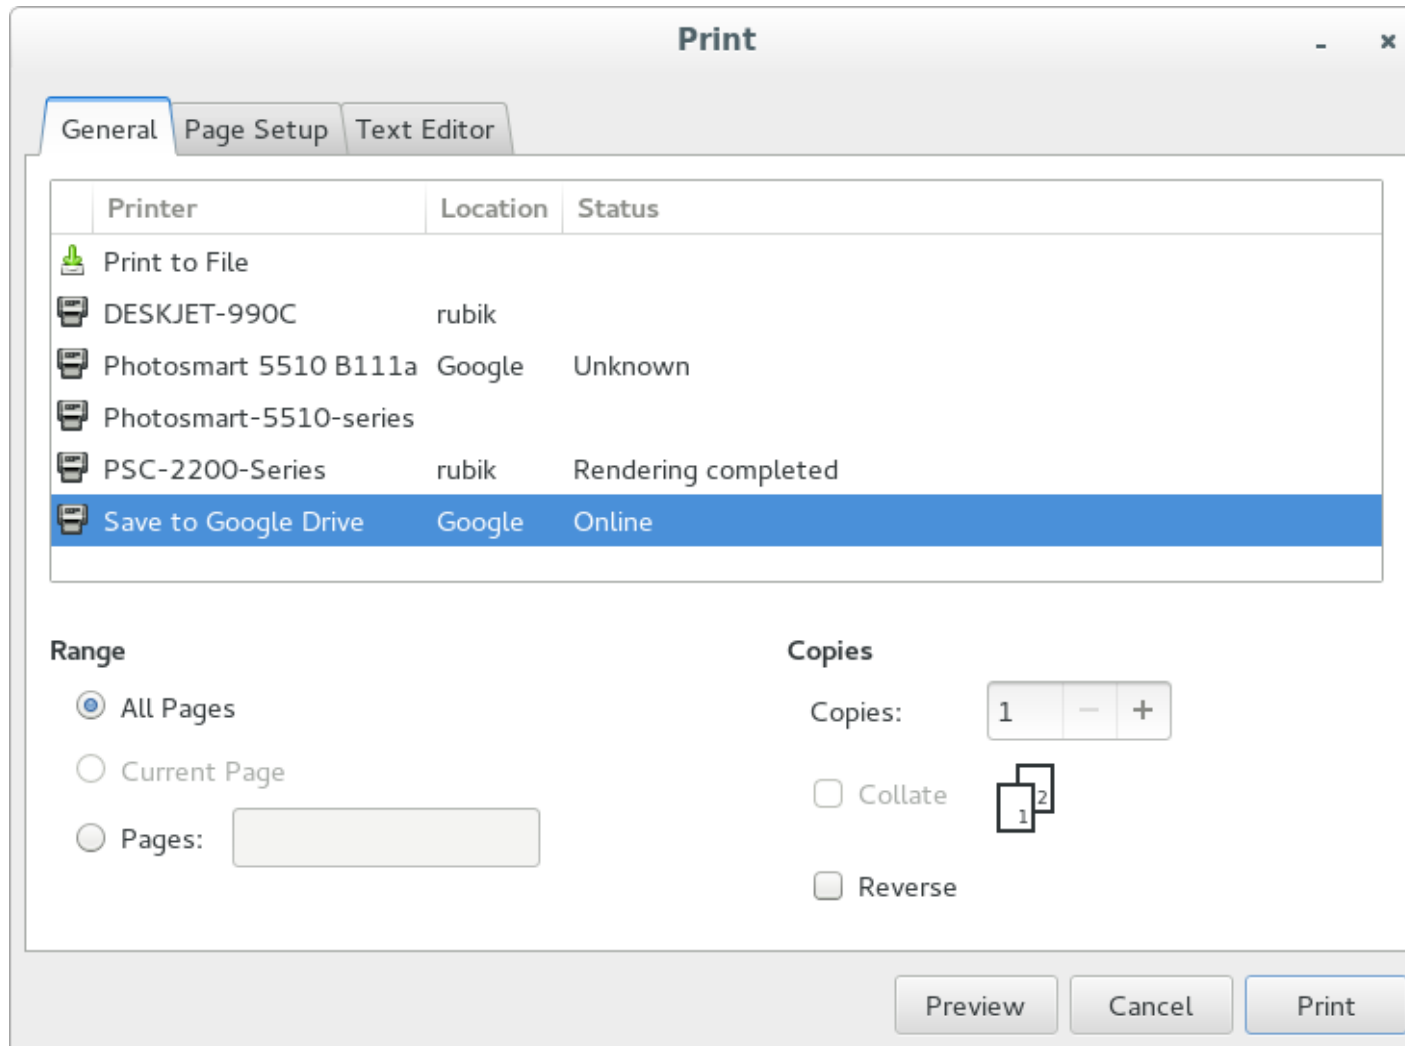 Print
General Page Setup Text Editor
Printer Location Status
Print to File
DESKJET-990C rubik
Photosmart 5510 B111a Google Unknown
Photosmart-5510-series
PSC-2200-Series rubik Rendering completed
Save to Google Drive Google Online
Range Copies
All Pages Copies: 1
Current Page Collate 1 2
Pages: Reverse
Preview Cancel Print